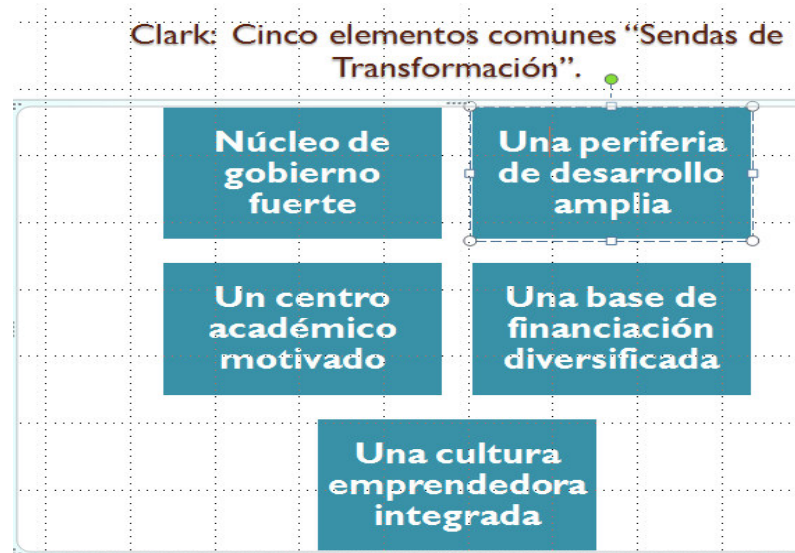 Clark: Cinco elementos comunes “Sendas de
Transformación”.
Núcleo de
gobierno
fuerte
Una periferia
de desarrollo
amplia
Un centro
académico
motivado
Una base de
financiación
diversificada
Una cultura
emprendedora
integrada